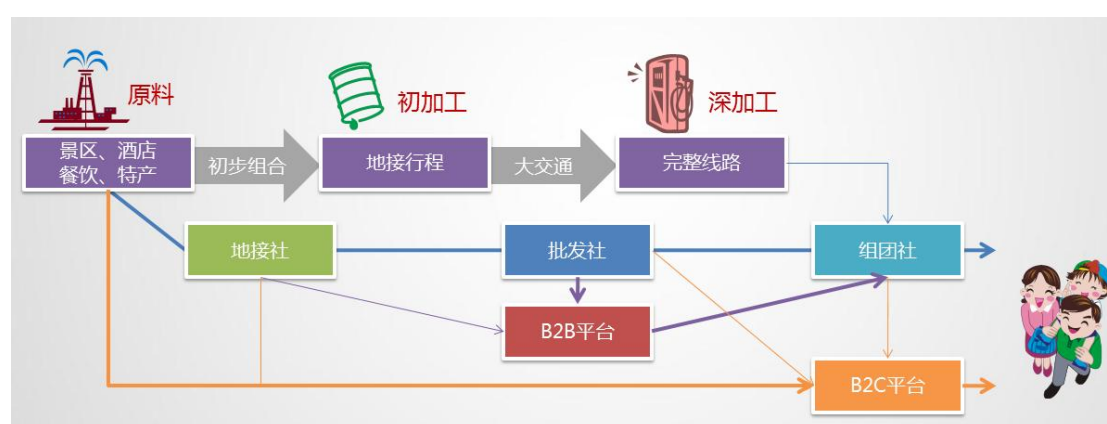 原料
初加工
深加工
景区、酒店
餐饮、特产
初步组合
地接行程
大交通
完整线路
地接社
批发社
组团社
B2B平台
B2C平台